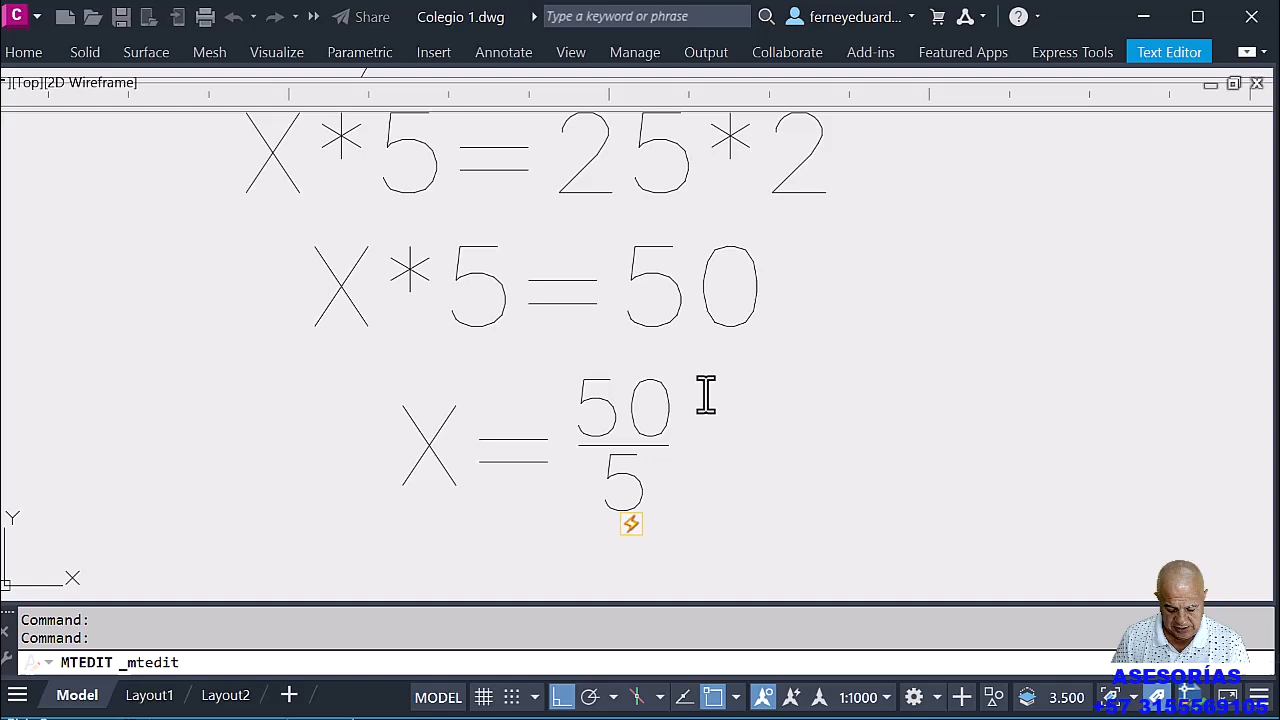 Share
Colegio 1.dwg
Type a keyword or phrase
ferneyeduard...
Home Solid Surface Mesh Visualize Parametric Insert Annotate View Manage Output Collaborate Add-ins Featured Apps Express Tools Text Editor
][Top][2D Wireframe]
X*5=25*2
X*5=50
X=50/5
Y
X
Command:
Command:
MTEDIT _mtedit
ASESORÍAS
+57 3155569105
Model Layout1 Layout2 + MODEL 1:1000 3.500